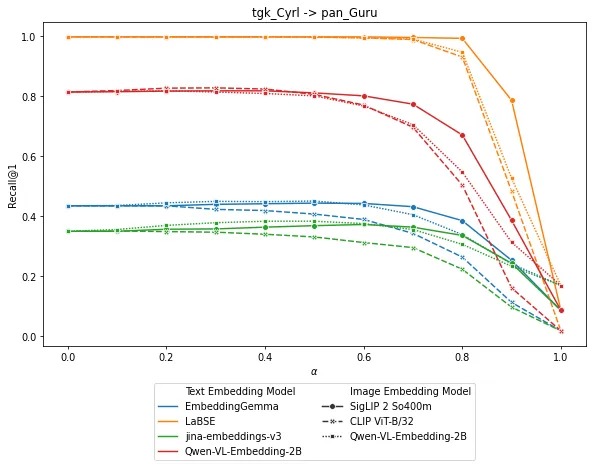 tgk_Cyrl -> pan_Guru
1.0
0.8
0.6
0.4
0.2
0.0
Recall@1
0.0 0.2 0.4 0.6 0.8 1.0
α
Text Embedding Model Image Embedding Model
EmbeddingGemma SigLIP 2 So400m
LaBSE CLIP ViT-B/32
jina-embeddings-v3 Qwen-VL-Embedding-2B
Qwen-VL-Embedding-2B